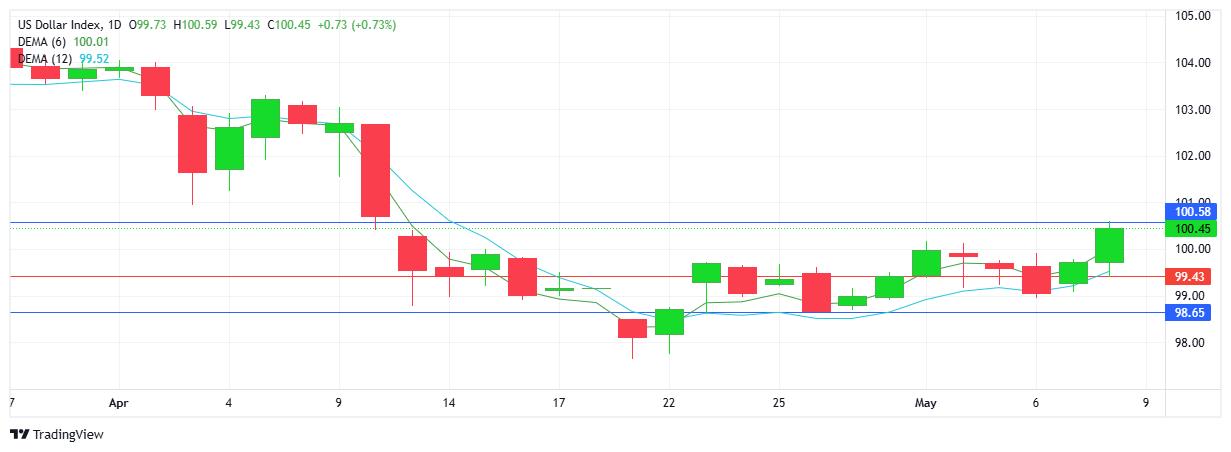 US Dollar Index, 1D O99.73 H100.59 L99.43 C100.45 +0.73 (+0.73%)
DEMA (6) 100.01
DEMA (12) 99.52
105.00
104.00
103.00
102.00
101.00
100.58
100.45
100.00
99.43
99.00
98.65
98.00
7 Apr 4 9 14 17 22 25 May 6 9
TradingView